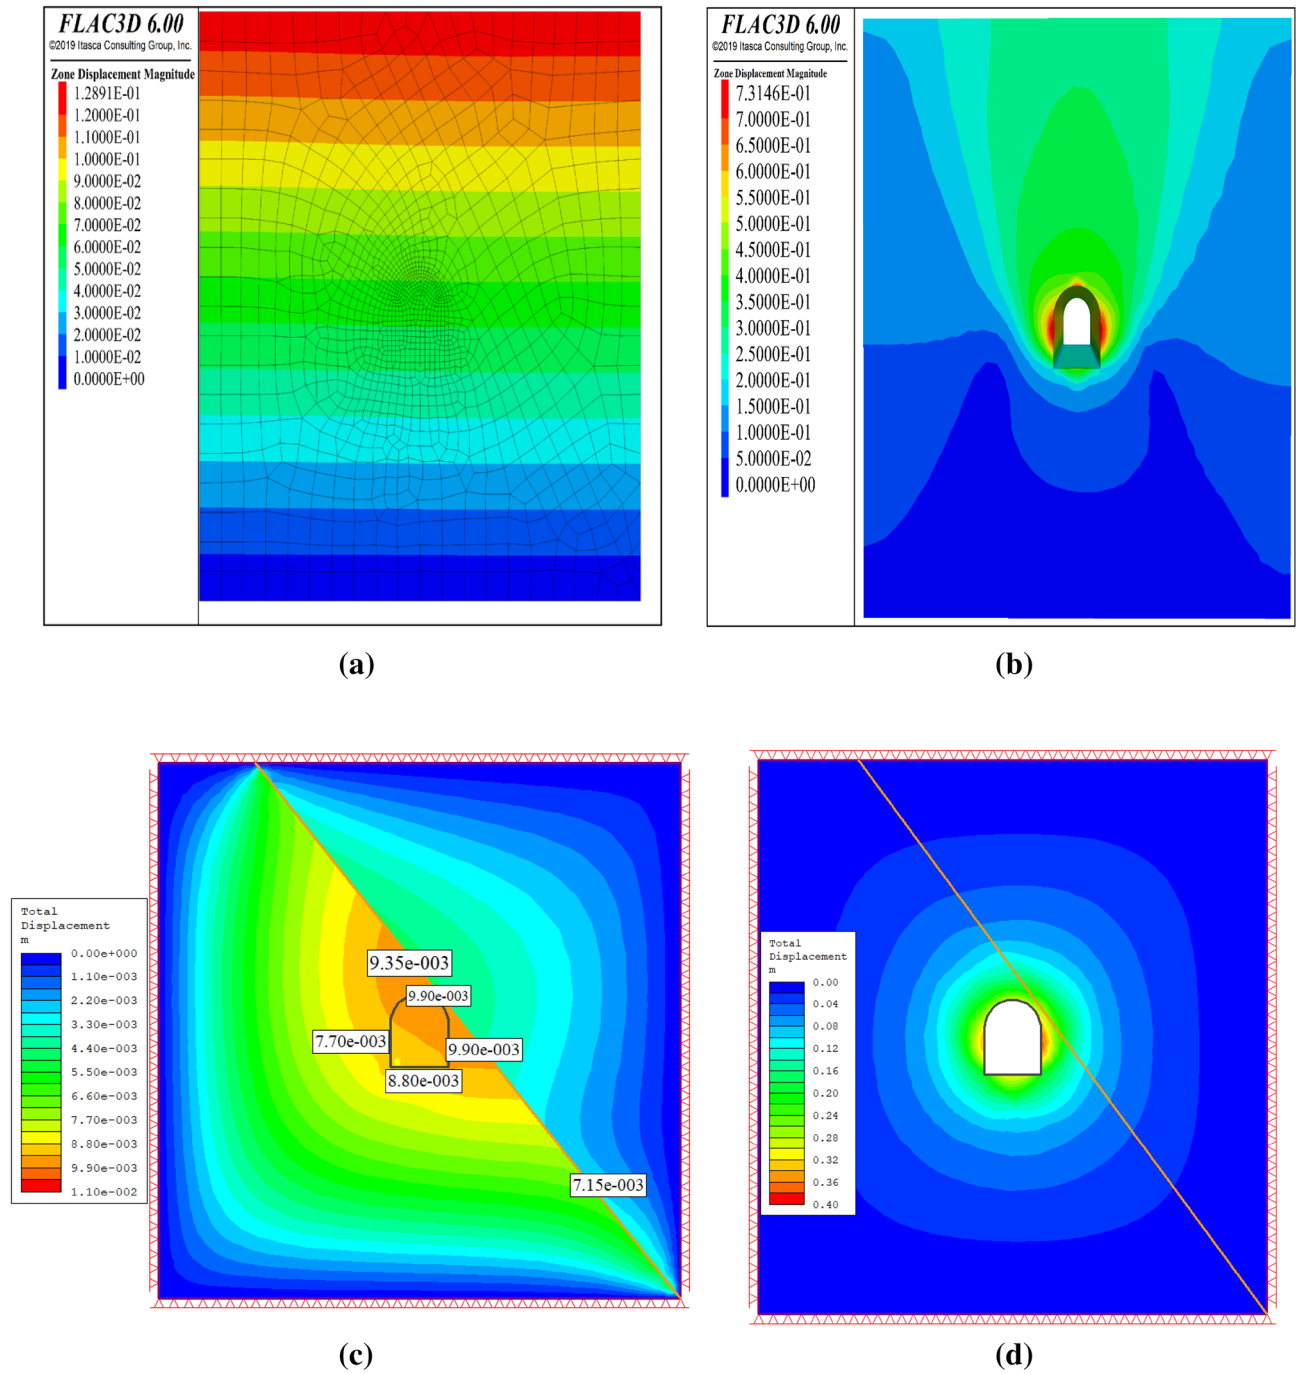 FLAC3D 6.00
©2019 Itasca Consulting Group, Inc.
Zone Displacement Magnitude
1.2891E-01
1.2000E-01
1.1000E-01
1.0000E-01
9.0000E-02
8.0000E-02
7.0000E-02
6.0000E-02
5.0000E-02
4.0000E-02
3.0000E-02
2.0000E-02
1.0000E-02
0.0000E+00
(a)
FLAC3D 6.00
©2019 Itasca Consulting Group, Inc.
Zone Displacement Magnitude
7.3146E-01
7.0000E-01
6.5000E-01
6.0000E-01
5.5000E-01
5.0000E-01
4.5000E-01
4.0000E-01
3.5000E-01
3.0000E-01
2.5000E-01
2.0000E-01
1.5000E-01
1.0000E-01
5.0000E-02
0.0000E+00
(b)
Total
Displacement
m
0.00e+000
1.10e-003
2.20e-003
3.30e-003
4.40e-003
5.50e-003
6.60e-003
7.70e-003
8.80e-003
9.90e-003
1.10e-002
9.35e-003
9.90e-003
7.70e-003
9.90e-003
8.80e-003
7.15e-003
(c)
Total
Displacement
m
0.00
0.04
0.08
0.12
0.16
0.20
0.24
0.28
0.32
0.36
0.40
(d)